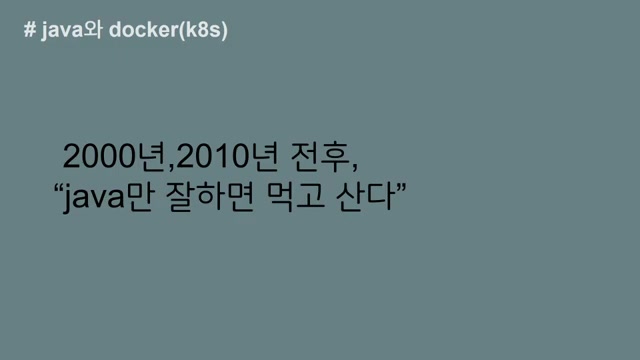 # java와 docker(k8s)
2000년,2010년 전후,
“java만 잘하면 먹고 산다”